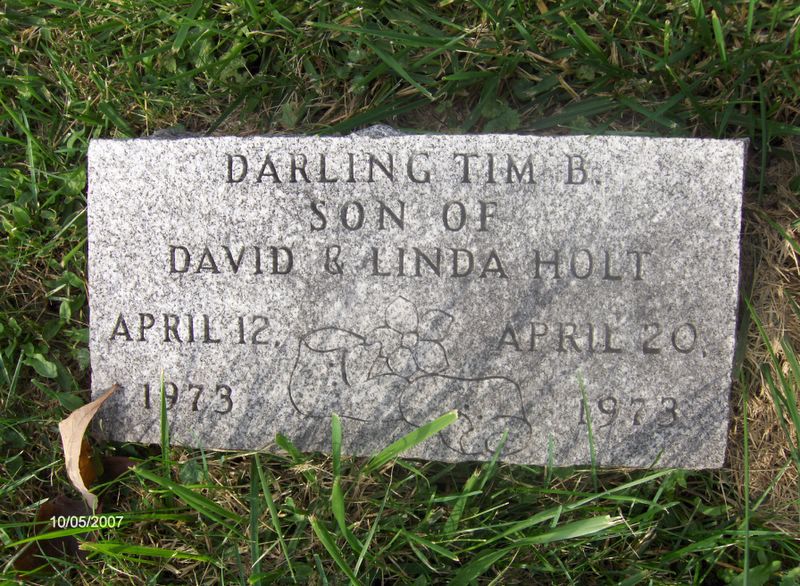 DARLING TIM B.
SON OF
DAVID & LINDA HOLT
APRIL 12,
1973
APRIL 20,
1973
10/05/2007